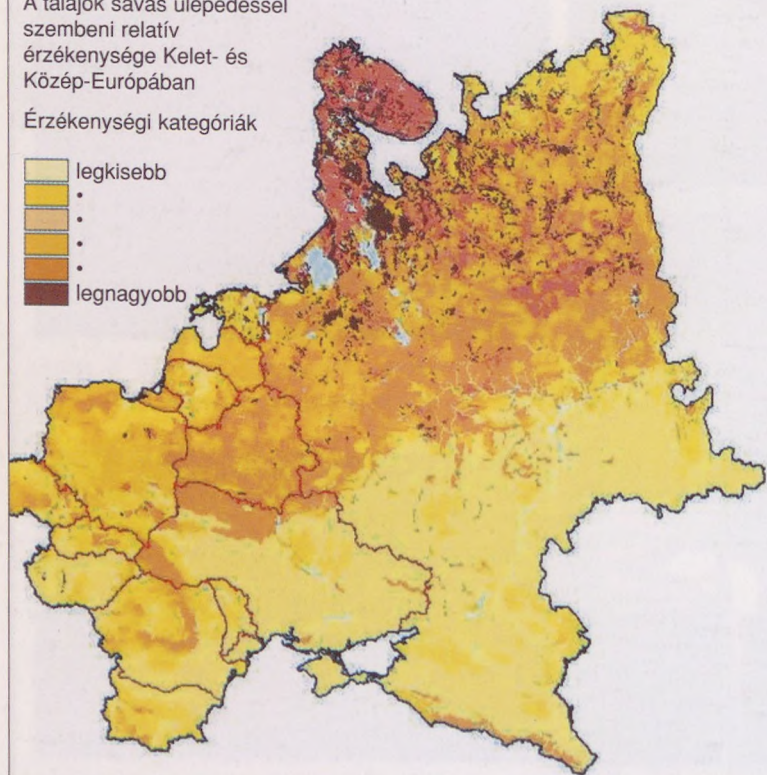 A talajok savas ülepedéssel
szembeni relatív
érzékenysége Kelet- és
Közép-Európában
Érzékenységi kategóriák
legkisebb
•
•
•
•
legnagyobb